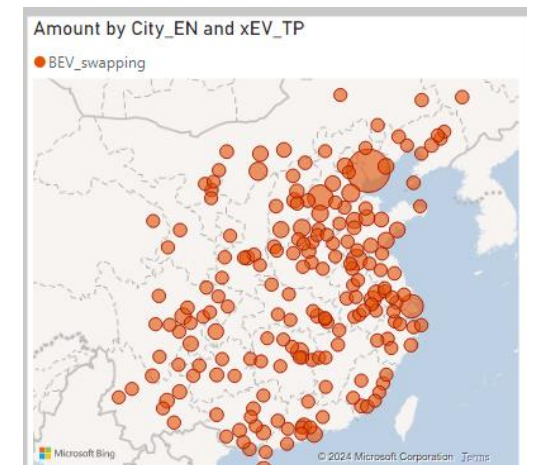 Amount by City_EN and xEV_TP
BEV_swapping
Microsoft Bing
© 2024 Microsoft Corporation Terms